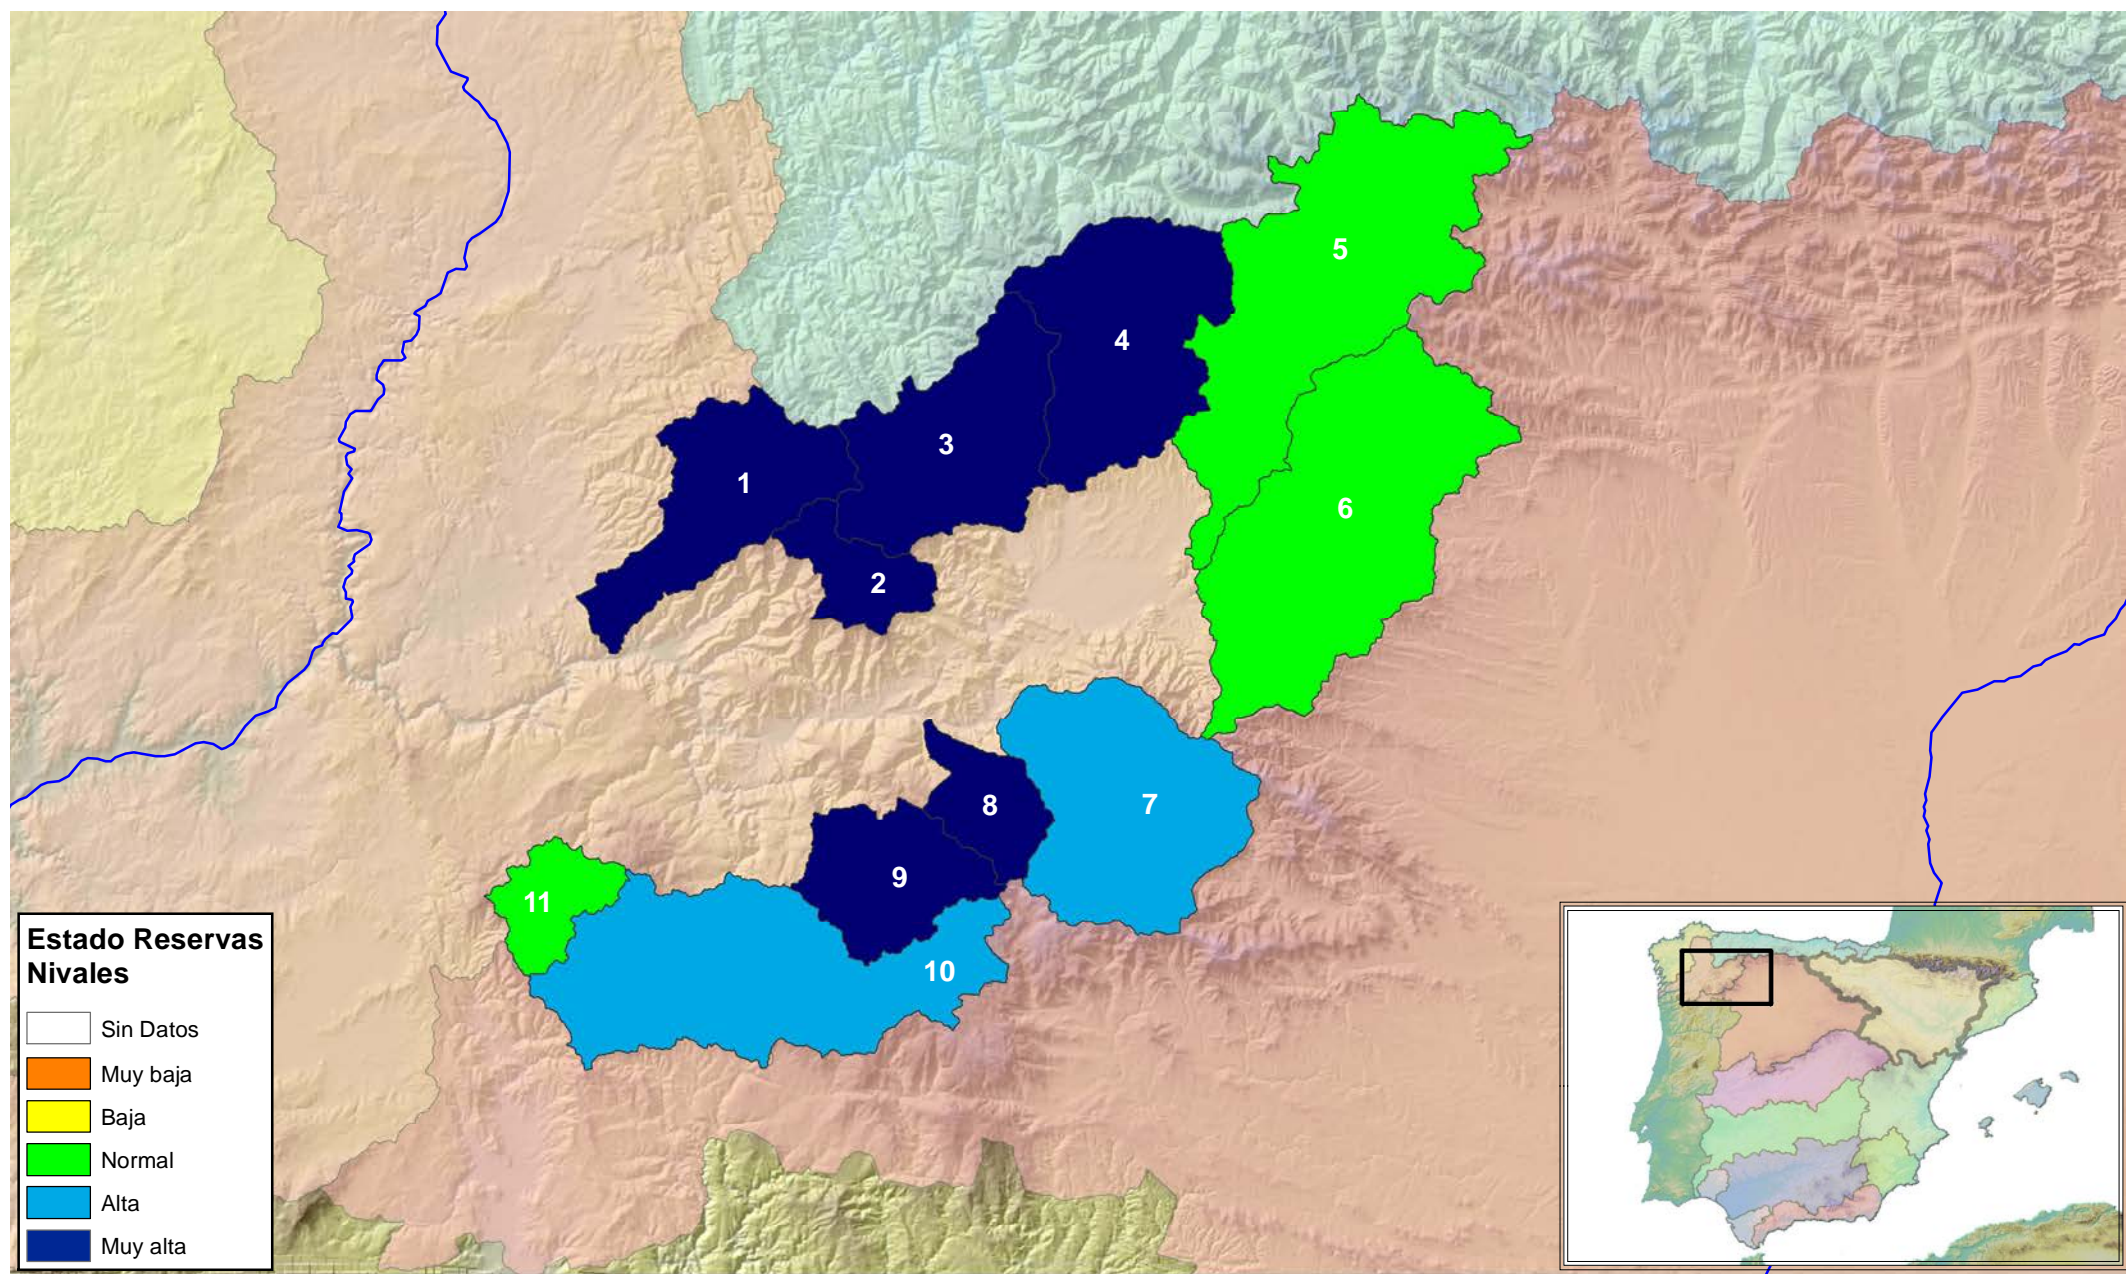 5
4
3
1
6
2
8
7
9
11
10
Estado Reservas
Nivales
Sin Datos
Muy baja
Baja
Normal
Alta
Muy alta